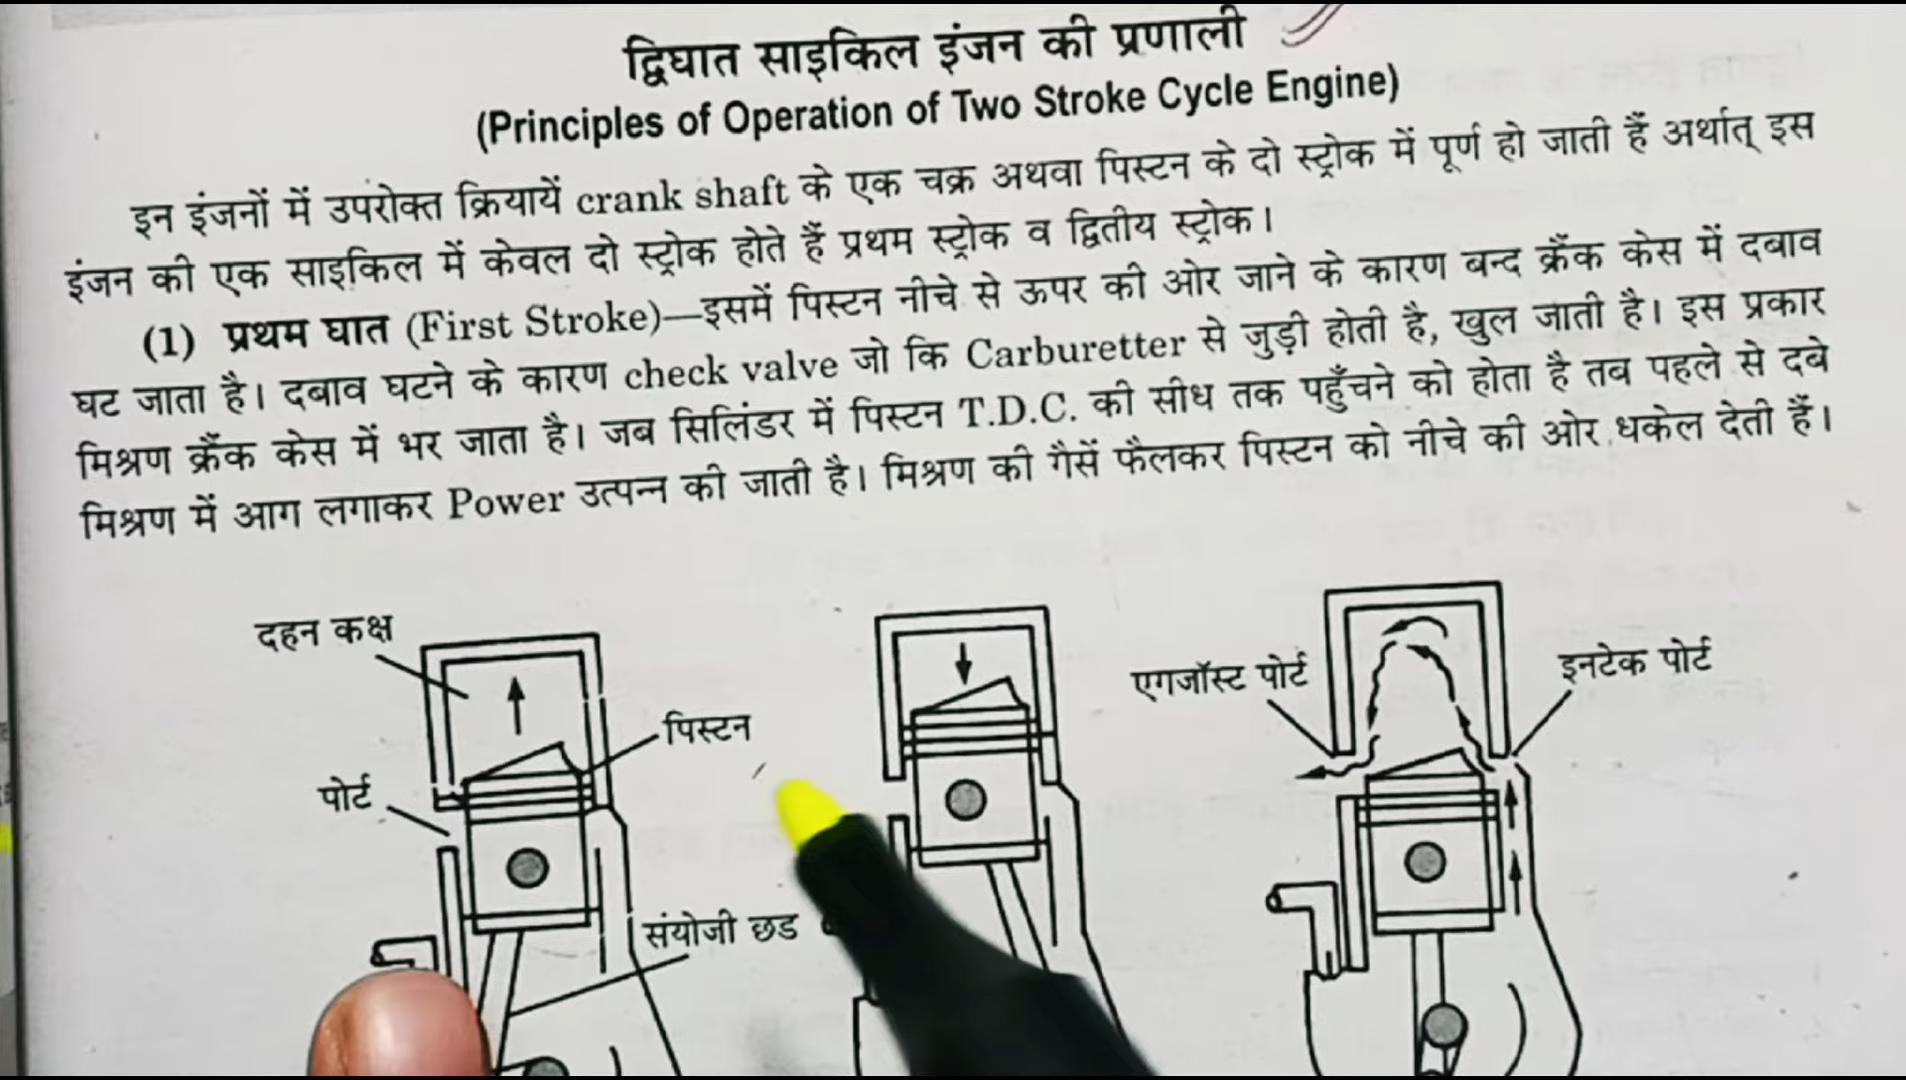 द्विघात साइकिल इंजन की प्रणाली
(Principles of Operation of Two Stroke Cycle Engine)
इन इंजनों में उपरोक्त क्रियायें crank shaft के एक चक्र अथवा पिस्टन के दो स्ट्रोक में पूर्ण हो जाती हैं अर्थात् इस
इंजन की एक साइकिल में केवल दो स्ट्रोक होते हैं प्रथम स्ट्रोक व द्वितीय स्ट्रोक।
(1) प्रथम घात (First Stroke)—इसमें पिस्टन नीचे से ऊपर की ओर जाने के कारण बन्द क्रैंक केस में दबाव
घट जाता है। दबाव घटने के कारण check valve जो कि Carburetter से जुड़ी होती है, खुल जाती है। इस प्रकार
मिश्रण क्रैंक केस में भर जाता है। जब सिलिंडर में पिस्टन T.D.C. की सीध तक पहुँचने को होता है तब पहले से दबे
मिश्रण में आग लगाकर Power उत्पन्न की जाती है। मिश्रण की गैसें फैलकर पिस्टन को नीचे की ओर धकेल देती हैं।
दहन कक्ष
पिस्टन
पोर्ट
संयोजी छड
एगजॉस्ट पोर्ट
इनटेक पोर्ट